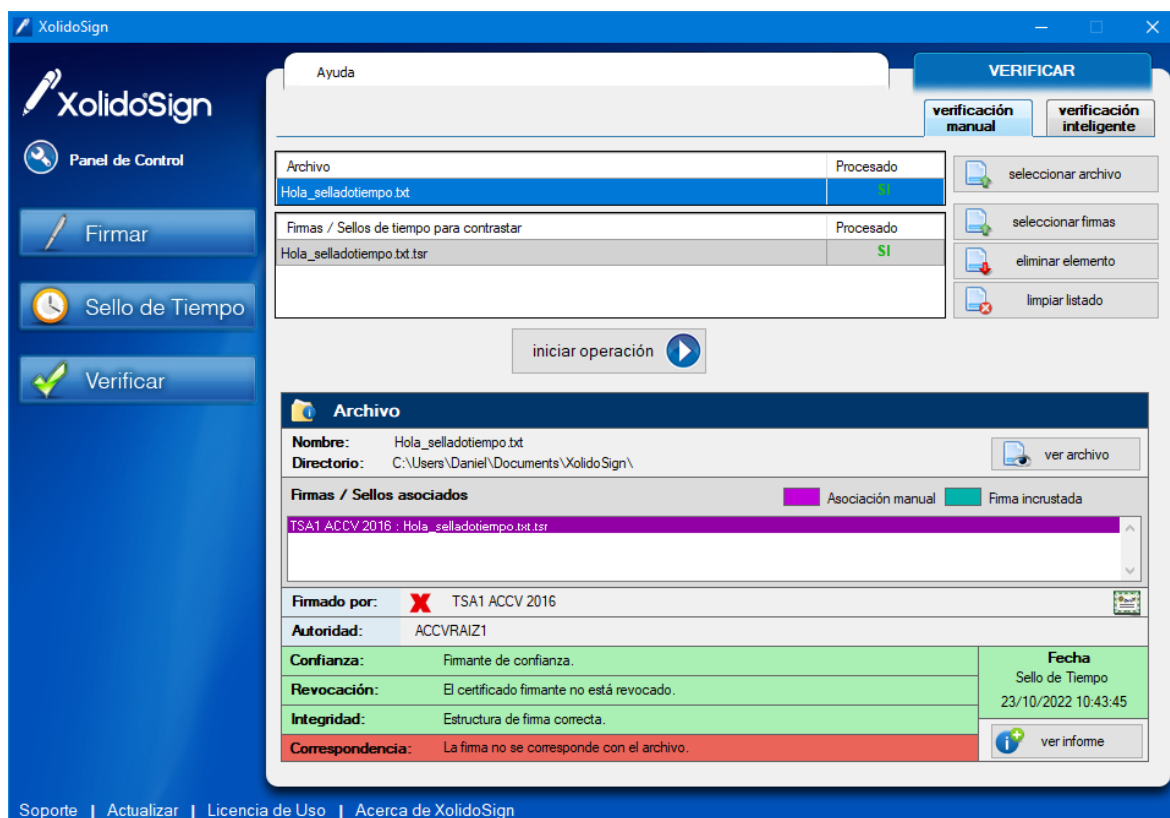 XolidoSign
XolidoSign
Panel de Control
Firmar
Sello de Tiempo
Verificar
Ayuda
VERIFICAR
verificación manual
verificación inteligente
Archivo Procesado
Hola_selladotiempo.txt SI
seleccionar archivo
Firmas / Sellos de tiempo para contrastar Procesado
Hola_selladotiempo.txt.tsr SI
seleccionar firmas
eliminar elemento
limpiar listado
iniciar operación
Archivo
Nombre: Hola_selladotiempo.txt
Directorio: C:\Users\Daniel\Documents\XolidoSign\
ver archivo
Firmas / Sellos asociados Asociación manual Firma incrustada
TSA1 ACCV 2016 : Hola_selladotiempo.txt.tsr
Firmado por: TSA1 ACCV 2016
Autoridad: ACCVRAIZ1
Confianza: Firmante de confianza.
Revocación: El certificado firmante no está revocado.
Integridad: Estructura de firma correcta.
Correspondencia: La firma no se corresponde con el archivo.
Fecha
Sello de Tiempo
23/10/2022 10:43:45
ver informe
Soporte | Actualizar | Licencia de Uso | Acerca de XolidoSign